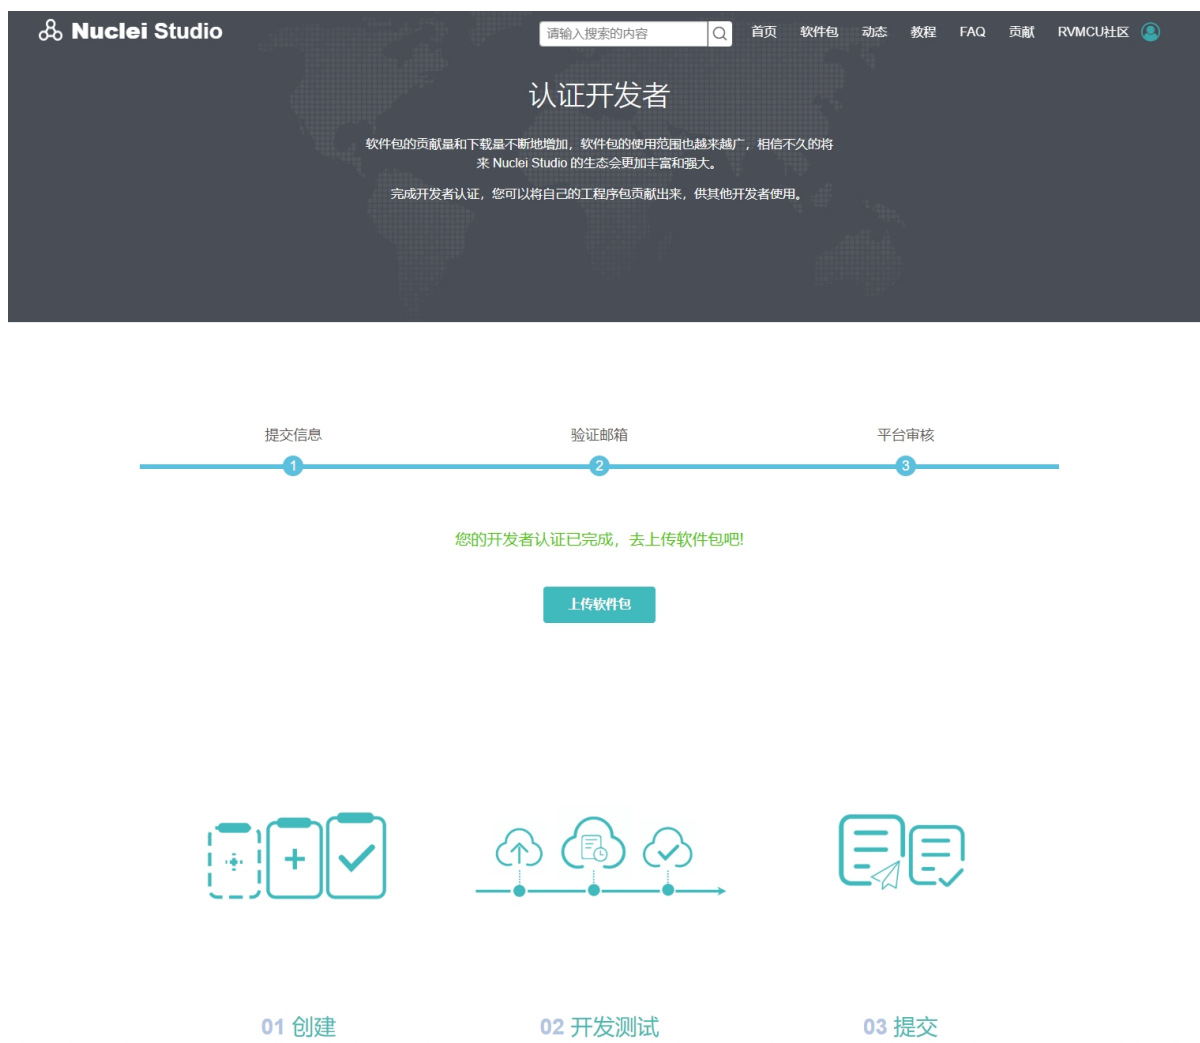 Nuclei Studio
请输入搜索的内容 首页 软件包 动态 教程 FAQ 贡献 RVMCU社区
认证开发者
软件包的贡献量和下载量不断地增加，软件包的使用范围也越来越广，相信不久的将
来 Nuclei Studio 的生态会更加丰富和强大。
完成开发者认证，您可以将自己的工程序包贡献出来，供其他开发者使用。
提交信息 验证邮箱 平台审核
1 2 3
您的开发者认证已完成，去上传软件包吧!
上传软件包
01 创建 02 开发测试 03 提交